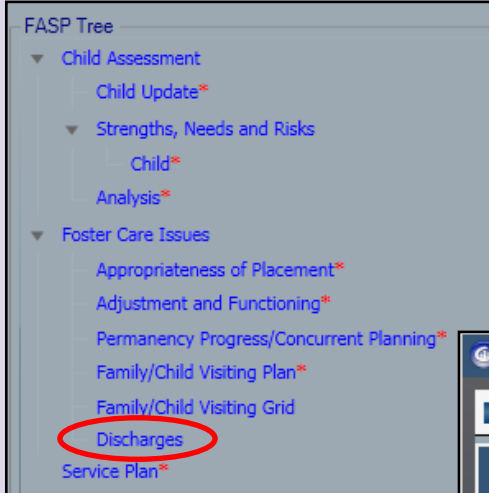 FASP Tree
Child Assessment
Child Update*
Strengths, Needs and Risks
Child*
Analysis*
Foster Care Issues
Appropriateness of Placement*
Adjustment and Functioning*
Permanency Progress/Concurrent Planning*
Family/Child Visiting Plan*
Family/Child Visiting Grid
Discharges
Service Plan*